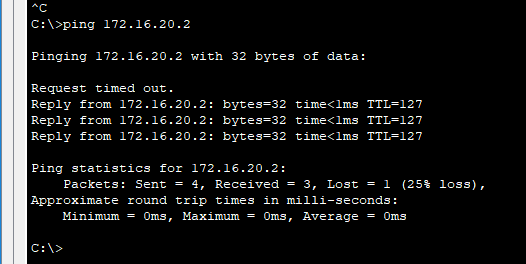 ^C
C:\>ping 172.16.20.2
Pinging 172.16.20.2 with 32 bytes of data:
Request timed out.
Reply from 172.16.20.2: bytes=32 time<1ms TTL=127
Reply from 172.16.20.2: bytes=32 time<1ms TTL=127
Reply from 172.16.20.2: bytes=32 time<1ms TTL=127
Ping statistics for 172.16.20.2:
Packets: Sent = 4, Received = 3, Lost = 1 (25% loss),
Approximate round trip times in milli-seconds:
Minimum = 0ms, Maximum = 0ms, Average = 0ms
C:\>